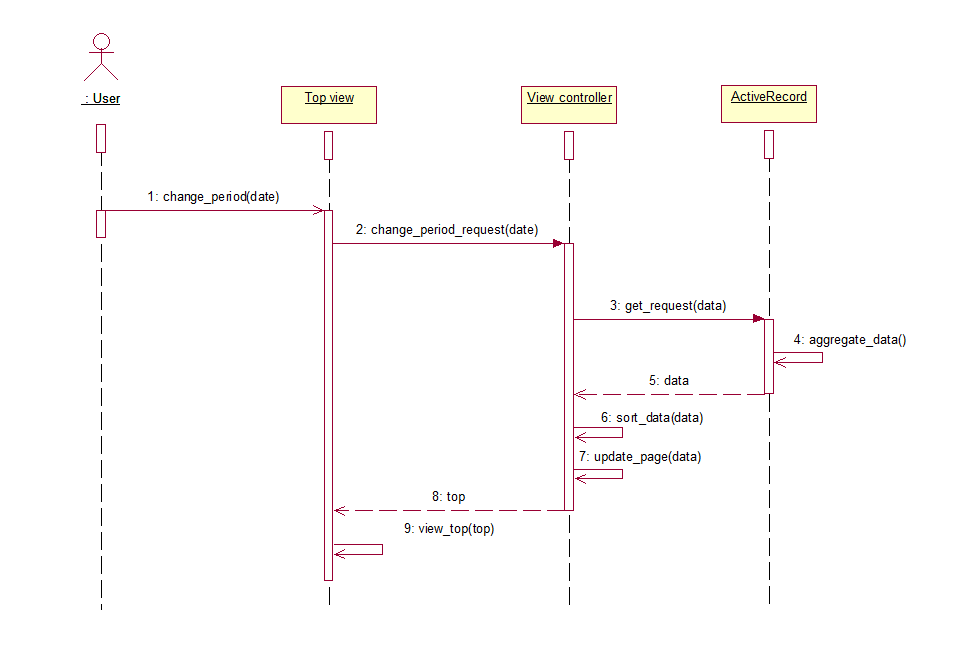 : User
Top view
View controller
ActiveRecord
1: change_period(date)
2: change_period_request(date)
3: get_request(data)
4: aggregate_data()
5: data
6: sort_data(data)
7: update_page(data)
8: top
9: view_top(top)